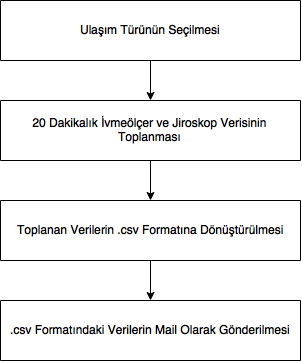 Ulaşım Türünün Seçilmesi
20 Dakikalık İvmeölçer ve Jiroskop Verisinin
Toplanması
Toplanan Verilerin .csv Formatına Dönüştürülmesi
.csv Formatındaki Verilerin Mail Olarak Gönderilmesi